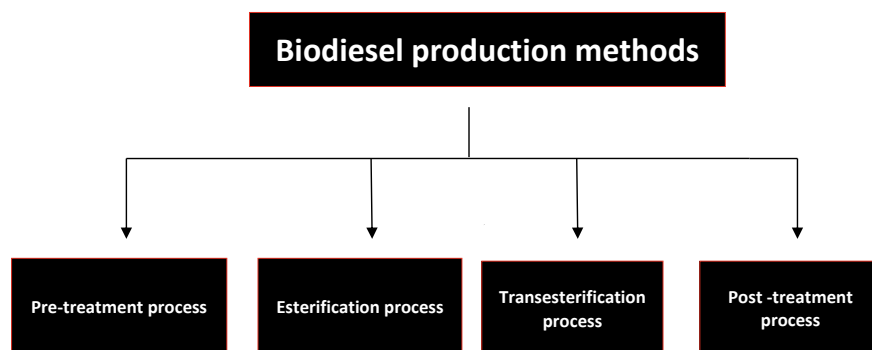 Biodiesel production methods
Pre-treatment process
Esterification process
Transesterification
process
Post -treatment
process